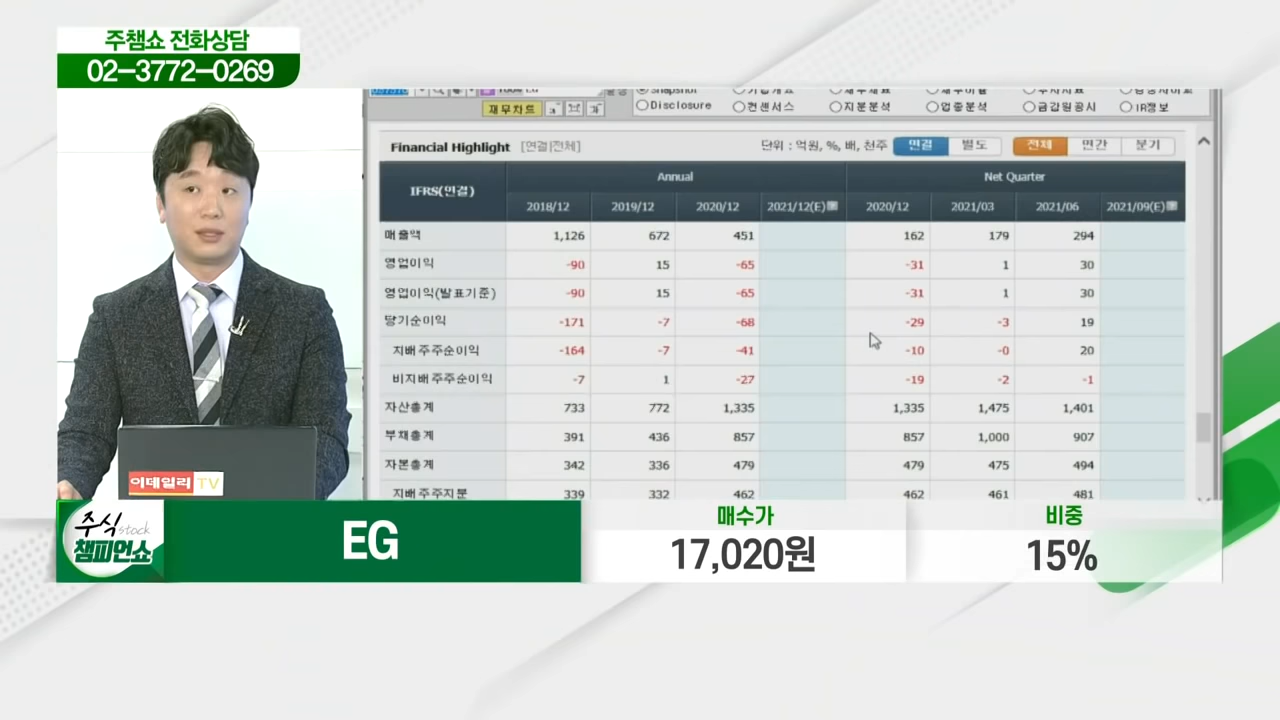 주챔쇼 전화상담
02-3772-0269
Snapshot
재무차트
Disclosure 컨센서스 지분분석 업종분석 금감원공시 IR정보
Financial Highlight [연결|전체] 단위 : 억원, %, 배, 천주 연결 별도 전체 연간 분기
IFRS(연결) Annual Net Quarter
2018/12 2019/12 2020/12 2021/12(E) 2020/12 2021/03 2021/06 2021/09(E)
매출액 1,126 672 451 162 179 294
영업이익 -90 15 -65 -31 1 30
영업이익(발표기준) -90 15 -65 -31 1 30
당기순이익 -171 -7 -68 -29 -3 19
지배주주순이익 -164 -7 -41 -10 -0 20
비지배주주순이익 -7 1 -27 -19 -2 -1
자산총계 733 772 1,335 1,335 1,475 1,401
부채총계 391 436 857 857 1,000 907
자본총계 342 336 479 479 475 494
지배주주지분 339 332 462 462 461 481
이데일리 TV
주식 stock
챔피언쇼
EG
매수가
17,020원
비중
15%